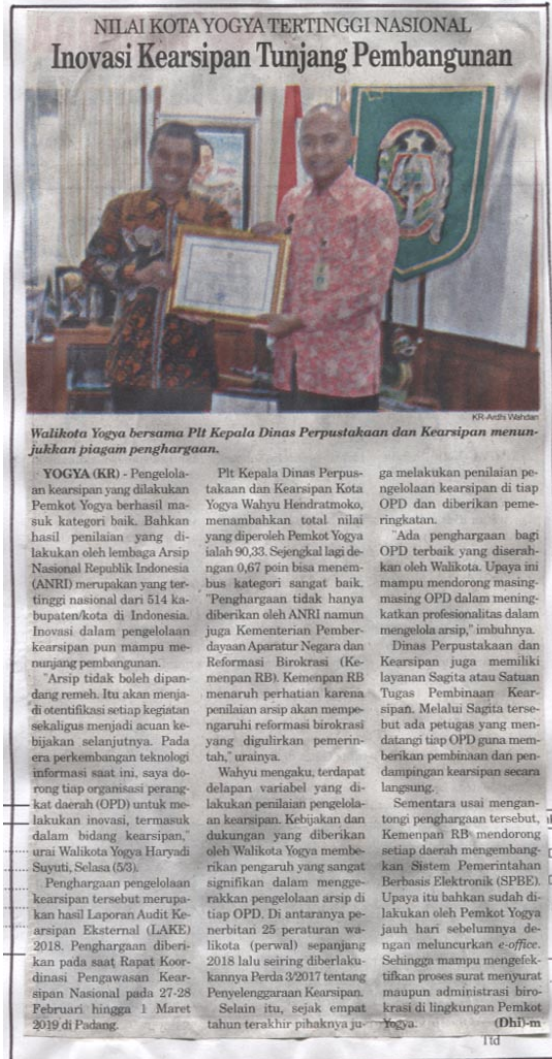 NILAI KOTA YOGYA TERTINGGI NASIONAL
Inovasi Kearsipan Tunjang Pembangunan
KR-Ardhi Wahdan
Walikota Yogya bersama Plt Kepala Dinas Perpustakaan dan Kearsipan menun-
jukkan piagam penghargaan.
YOGYA (KR) - Pengelola-
an kearsipan yang dilakukan
Pemkot Yogya berhasil ma-
suk kategori baik. Bahkan
hasil penilaian yang di-
lakukan oleh lembaga Arsip
Nasional Republik Indonesia
(ANRI) merupakan yang ter-
tinggi nasional dari 514 ka-
bupaten/kota di Indonesia.
Inovasi dalam pengelolaan
kearsipan pun mampu me-
nunjang pembangunan.
"Arsip tidak boleh dipan-
dang remeh. Itu akan menja-
di otentifikasi setiap kegiatan
sekaligus menjadi acuan ke-
bijakan selanjutnya. Pada
era perkembangan teknologi
informasi saat ini, saya do-
rong tiap organisasi perang-
kat daerah (OPD) untuk me-
lakukan inovasi, termasuk
dalam bidang kearsipan,"
urai Walikota Yogya Haryadi
Suyuti, Selasa (5/3).
Penghargaan pengelolaan
kearsipan tersebut merupa-
kan hasil Laporan Audit Ke-
arsipan Eksternal (LAKE)
2018. Penghargaan diberi-
kan pada saat Rapat Koor-
dinasi Pengawasan Kear-
sipan Nasional pada 27-28
Februari hingga 1 Maret
2019 di Padang.
Plt Kepala Dinas Perpus-
takaan dan Kearsipan Kota
Yogya Wahyu Hendratmoko,
menambahkan total nilai
yang diperoleh Pemkot Yogya
ialah 90,33. Sejengkal lagi de-
ngan 0,67 poin bisa menem-
bus kategori sangat baik.
"Penghargaan tidak hanya
diberikan oleh ANRI namun
juga Kementerian Pember-
dayaan Aparatur Negara dan
Reformasi Birokrasi (Ke-
menpan RB). Kemenpan RB
menaruh perhatian karena
penilaian arsip akan mempe-
ngaruhi reformasi birokrasi
yang digulirkan pemerin-
tah," urainya.
Wahyu mengaku, terdapat
delapan variabel yang di-
lakukan penilaian pengelola-
an kearsipan. Kebijakan dan
dukungan yang diberikan
oleh Walikota Yogya membe-
rikan pengaruh yang sangat
signifikan dalam mengge-
rakkan pengelolaan arsip di
tiap OPD. Di antaranya pe-
nerbitan 25 peraturan wa-
likota (perwal) sepanjang
2018 lalu seiring diberlaku-
kannya Perda 3/2017 tentang
Penyelenggaraan Kearsipan.
Selain itu, sejak empat
tahun terakhir pihaknya ju-
ga melakukan penilaian pe-
ngelolaan kearsipan di tiap
OPD dan diberikan peme-
ringkatan.
"Ada penghargaan bagi
OPD terbaik yang diserah-
kan oleh Walikota. Upaya ini
mampu mendorong masing-
masing OPD dalam mening-
katkan profesionalitas dalam
mengelola arsip," imbuhnya.
Dinas Perpustakaan dan
Kearsipan juga memiliki
layanan Sagita atau Satuan
Tugas Pembinaan Kear-
sipan. Melalui Sagita terse-
but ada petugas yang men-
datangi tiap OPD guna mem-
berikan pembinaan dan pen-
dampingan kearsipan secara
langsung.
Sementara usai mengan-
tongi penghargaan tersebut,
Kemenpan RB mendorong
setiap daerah mengembang-
kan Sistem Pemerintahan
Berbasis Elektronik (SPBE).
Upaya itu bahkan sudah di-
lakukan oleh Pemkot Yogya
jauh hari sebelumnya de-
ngan meluncurkan e-office.
Sehingga mampu mengefek-
tifkan proses surat menyurat
maupun administrasi biro-
krasi di lingkungan Pemkot
Yogya. (Dhi)-m
Ttd